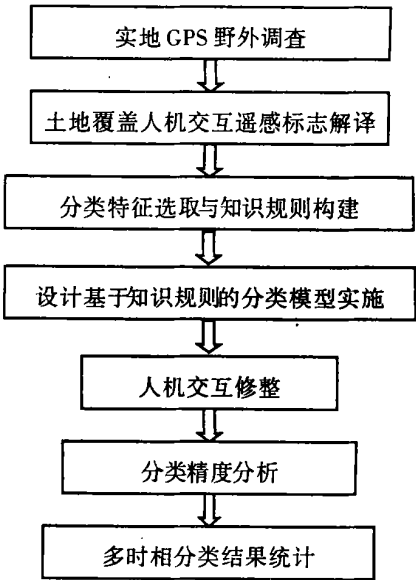 实地GPS野外调查
土地覆盖人机交互遥感标志解译
分类特征选取与知识规则构建
设计基于知识规则的分类模型实施
人机交互修整
分类精度分析
多时相分类结果统计